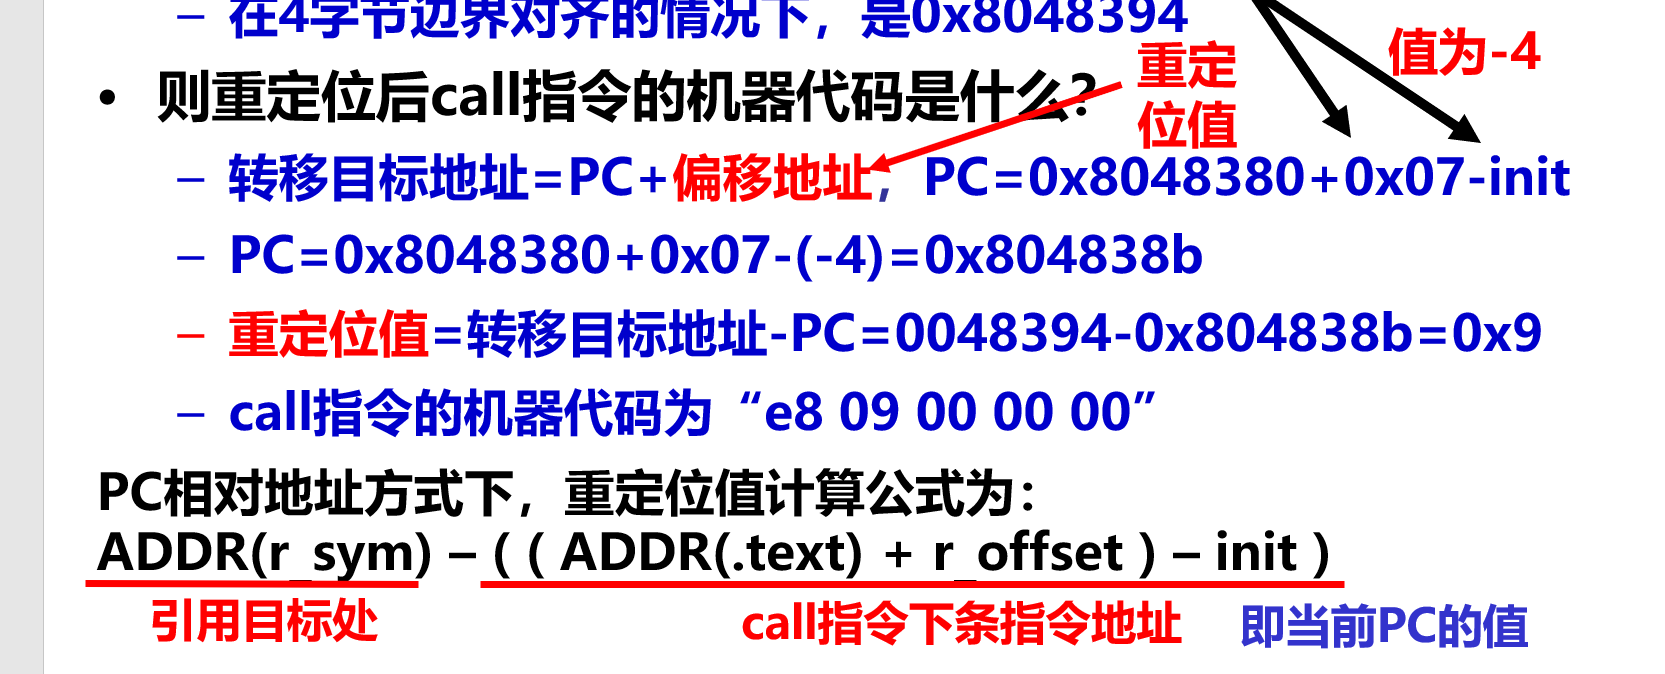 – 在4字节边界对齐的情况下，是0x8048394
值为-4
重定
位值
• 则重定位后call指令的机器代码是什么？
– 转移目标地址=PC+偏移地址，PC=0x8048380+0x07-init
– PC=0x8048380+0x07-(-4)=0x804838b
– 重定位值=转移目标地址-PC=0048394-0x804838b=0x9
– call指令的机器代码为“e8 09 00 00 00”
PC相对地址方式下，重定位值计算公式为：
ADDR(r_sym) – ( ( ADDR(.text) + r_offset ) – init )
引用目标处 call指令下条指令地址 即当前PC的值